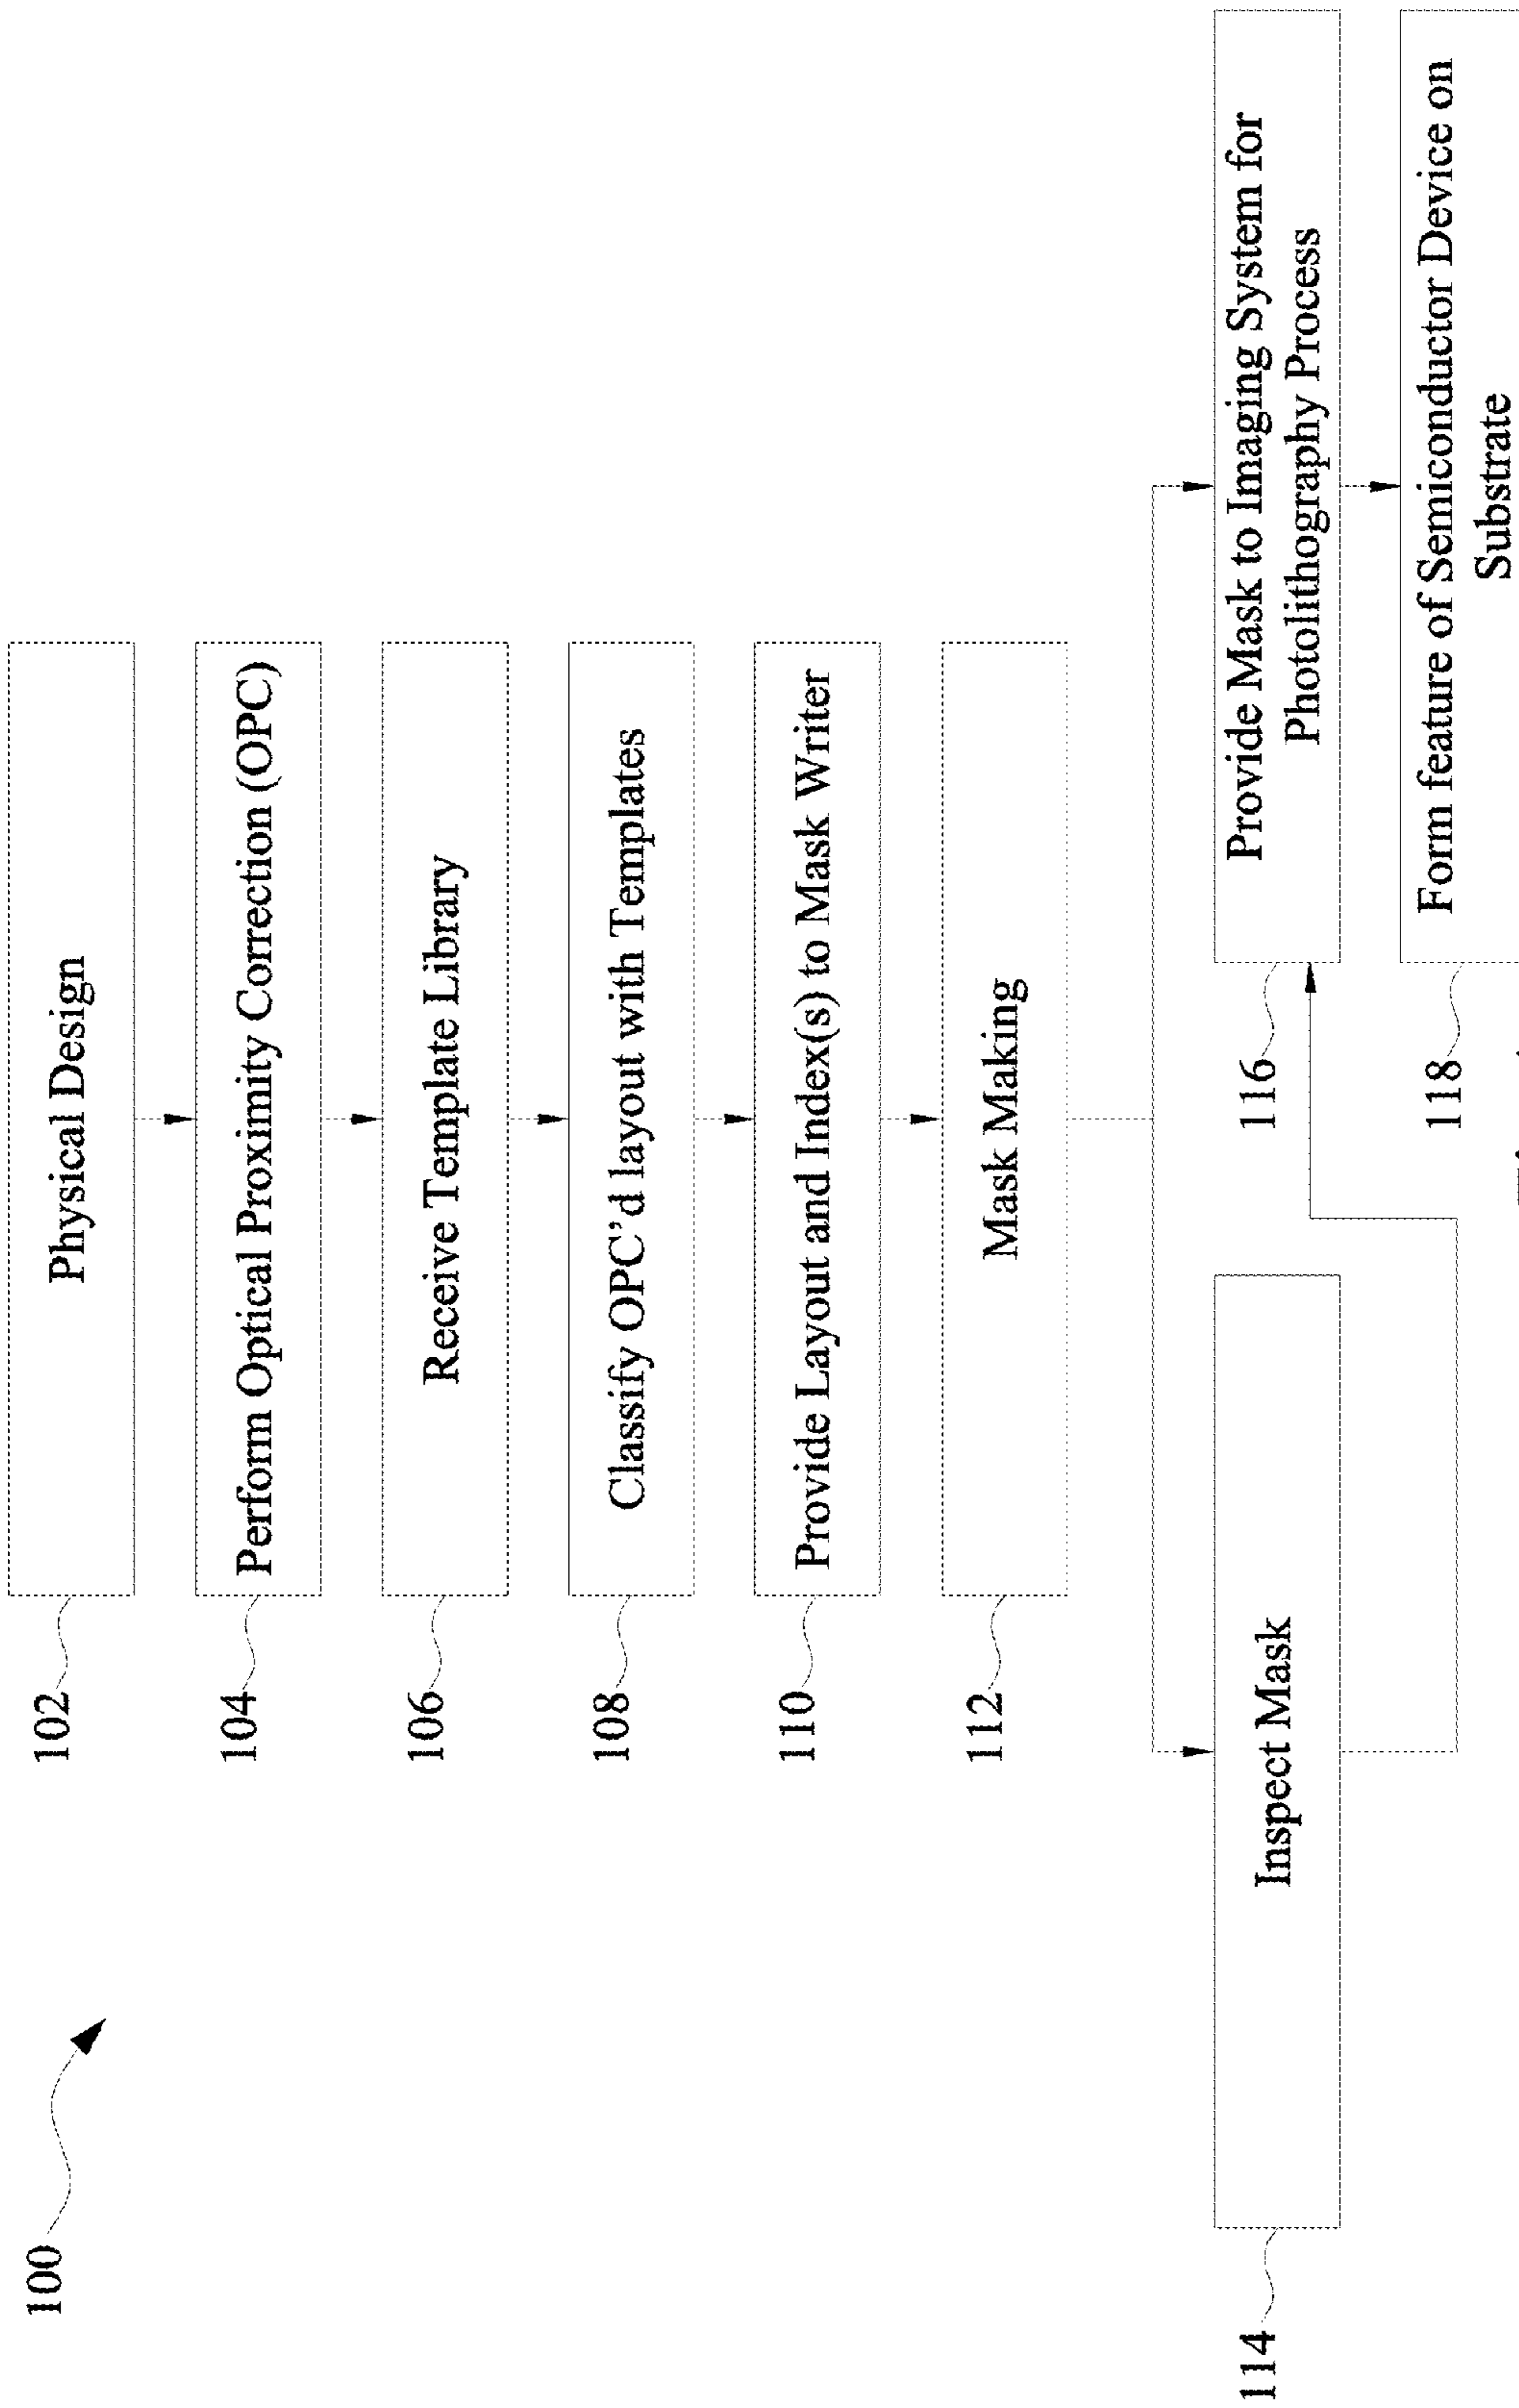 100
102
Physical Design
104
Perform Optical Proximity Correction (OPC)
106
Receive Template Library
108
Classify OPC’d layout with Templates
110
Provide Layout and Index(s) to Mask Writer
112
Mask Making
114
Inspect Mask
116
Provide Mask to Imaging System for
Photolithography Process
118
Form feature of Semiconductor Device on
Substrate